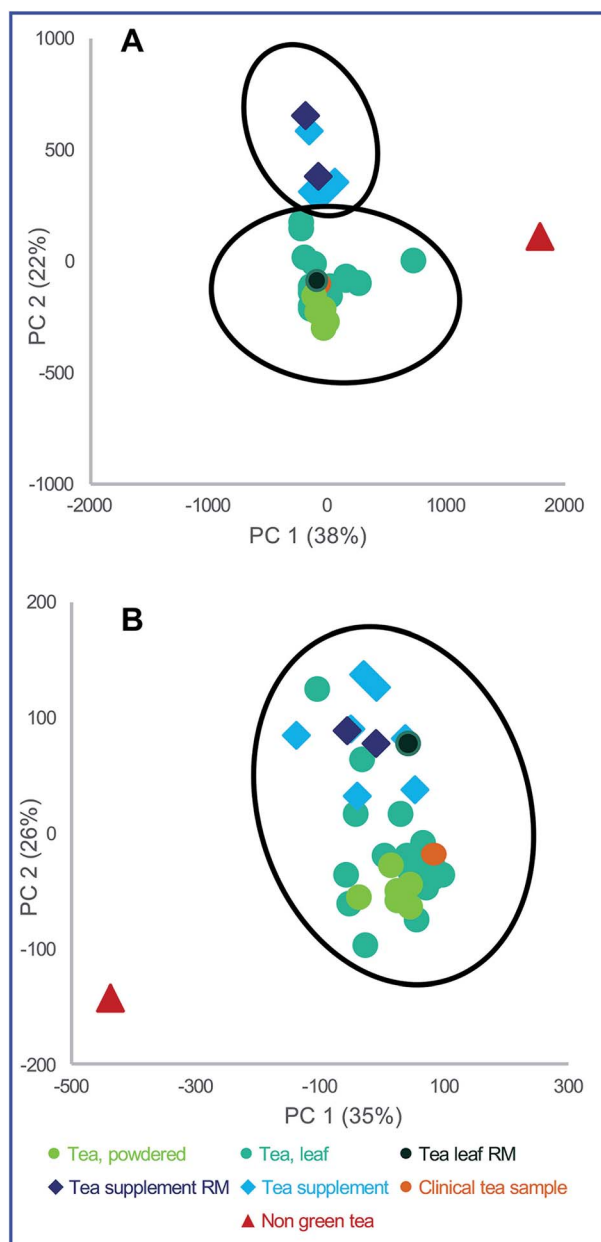 A
1000
500
0
-500
-1000
PC 2 (22%)
-2000 -1000 0 1000 2000
PC 1 (38%)
B
200
100
0
-100
-200
PC 2 (26%)
-500 -300 -100 100 300
PC 1 (35%)
Tea, powdered Tea, leaf Tea leaf RM
Tea supplement RM Tea supplement Clinical tea sample
Non green tea